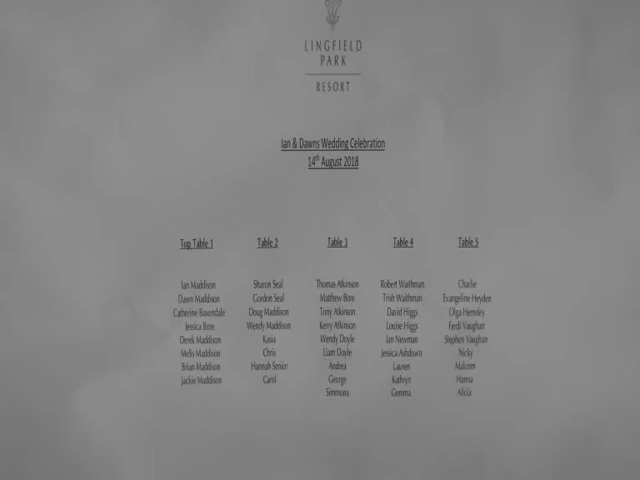 LINGFIELD
PARK
RESORT
Ian & Dawns Wedding Celebration
14th August 2018
Top Table 1
Ian Maddison
Dawn Maddison
Catherine Baxendale
Jessica Bore
Derek Maddison
Melis Maddison
Brian Maddison
Jackie Maddison
Table 2
Sharon Seal
Gordon Seal
Doug Maddison
Wendy Maddison
Kasia
Chris
Hannah Senior
Carol
Table 3
Thomas Atkinson
Matthew Bore
Tony Atkinson
Kerry Atkinson
Wendy Doyle
Liam Doyle
Andrea
George
Simmona
Table 4
Robert Waithman
Trish Waithman
David Higgs
Louise Higgs
Ian Newman
Jessica Ashdown
Lauren
Kathryn
Gemma
Table 5
Charlie
Evangeline Heyden
Olga Hemsley
Ferdi Vaughan
Stephen Vaughan
Nicky
Malcom
Hanna
Alicia